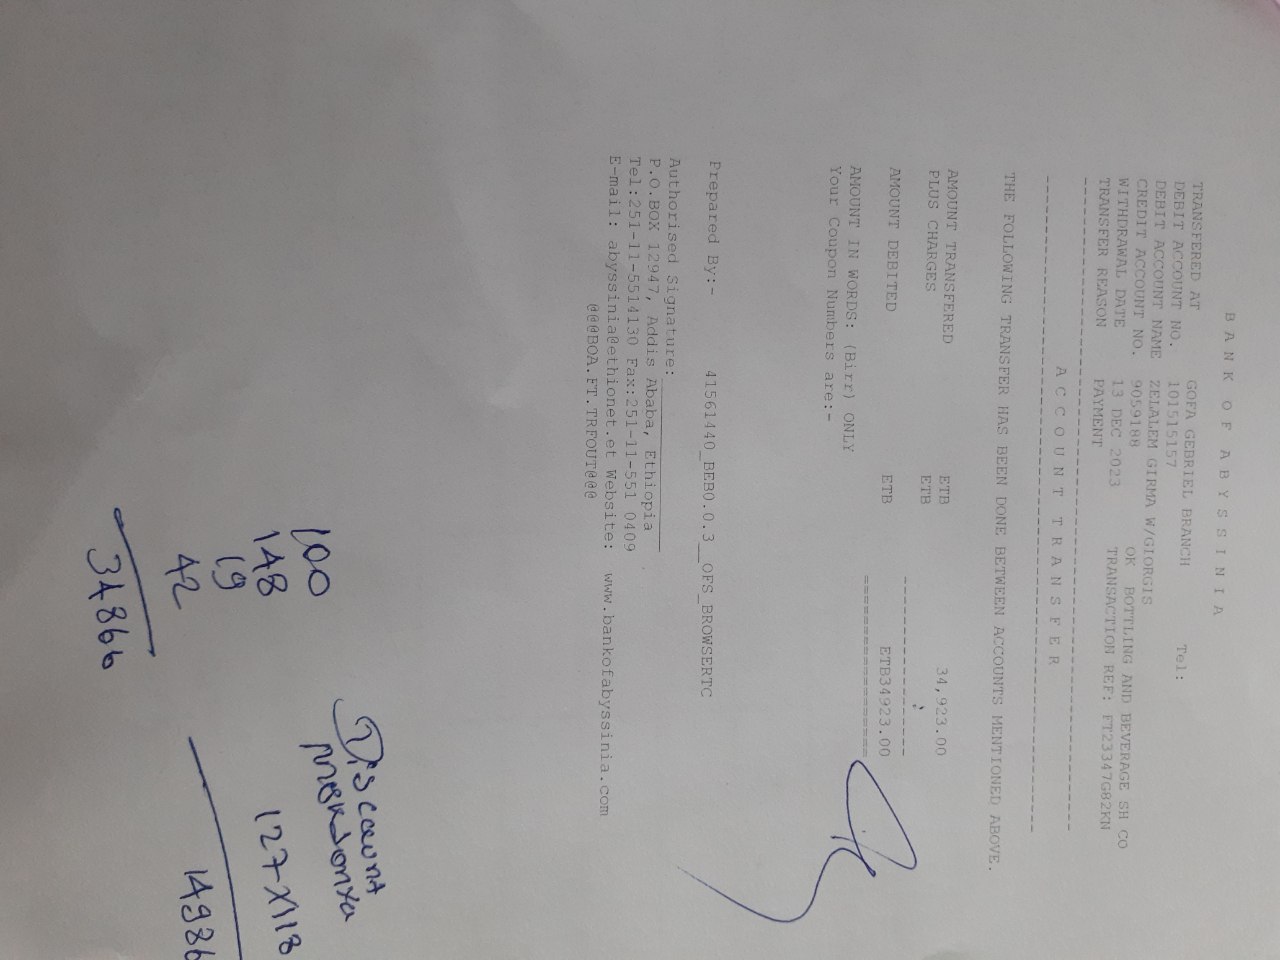 B A N K O F A B Y S S I N I A
TRANSFERED AT GOFA GEBRIEL BRANCH Tel:
DEBIT ACCOUNT NO. 101515157
DEBIT ACCOUNT NAME ZELALEM GIRMA W/GIORGIS
CREDIT ACCOUNT NO. 9059188 OK BOTTLING AND BEVERAGE SH CO
WITHDRAWAL DATE 13 DEC 2023 TRANSACTION REF: FT23347G82KN
TRANSFER REASON PAYMENT
A C C O U N T T R A N S F E R
THE FOLLOWING TRANSFER HAS BEEN DONE BETWEEN ACCOUNTS MENTIONED ABOVE.
AMOUNT TRANSFERED ETB 34,923.00
PLUS CHARGES ETB
AMOUNT DEBITED ETB ETB34923.00
AMOUNT IN WORDS: (Birr) ONLY
Your Coupon Numbers are:-
Prepared By:- 41561440_BEB0.0.3__OFS_BROWSERTC
Authorised Signature:
P.O.BOX 12947, Addis Ababa, Ethiopia
Tel:251-11-5514130 Fax:251-11-551 0409
E-mail: abyssinia@ethionet.et Website: www.bankofabyssinia.com
@@@BOA.FT.TRFOUT@@@
Discount
100
148 127X118
19
42 14986
34866